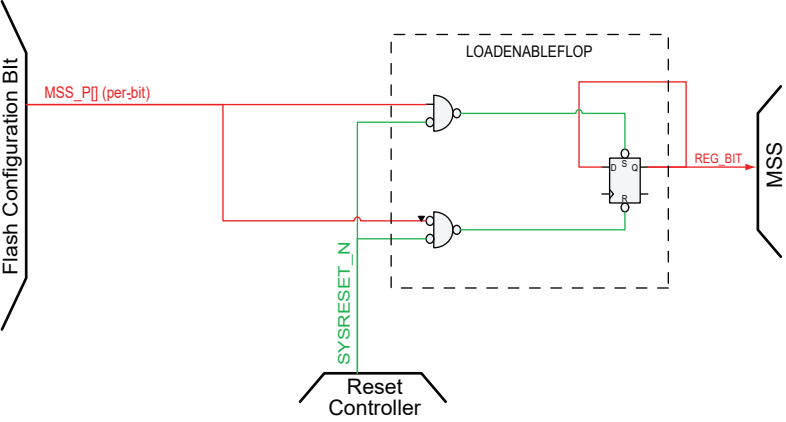 LOADENABLEFLOP
Flash Configuration BIt
MSS_P[] (per-bit)
D
S
Q
R
REG_BIT
MSS
SYSRESET_N
Reset
Controller